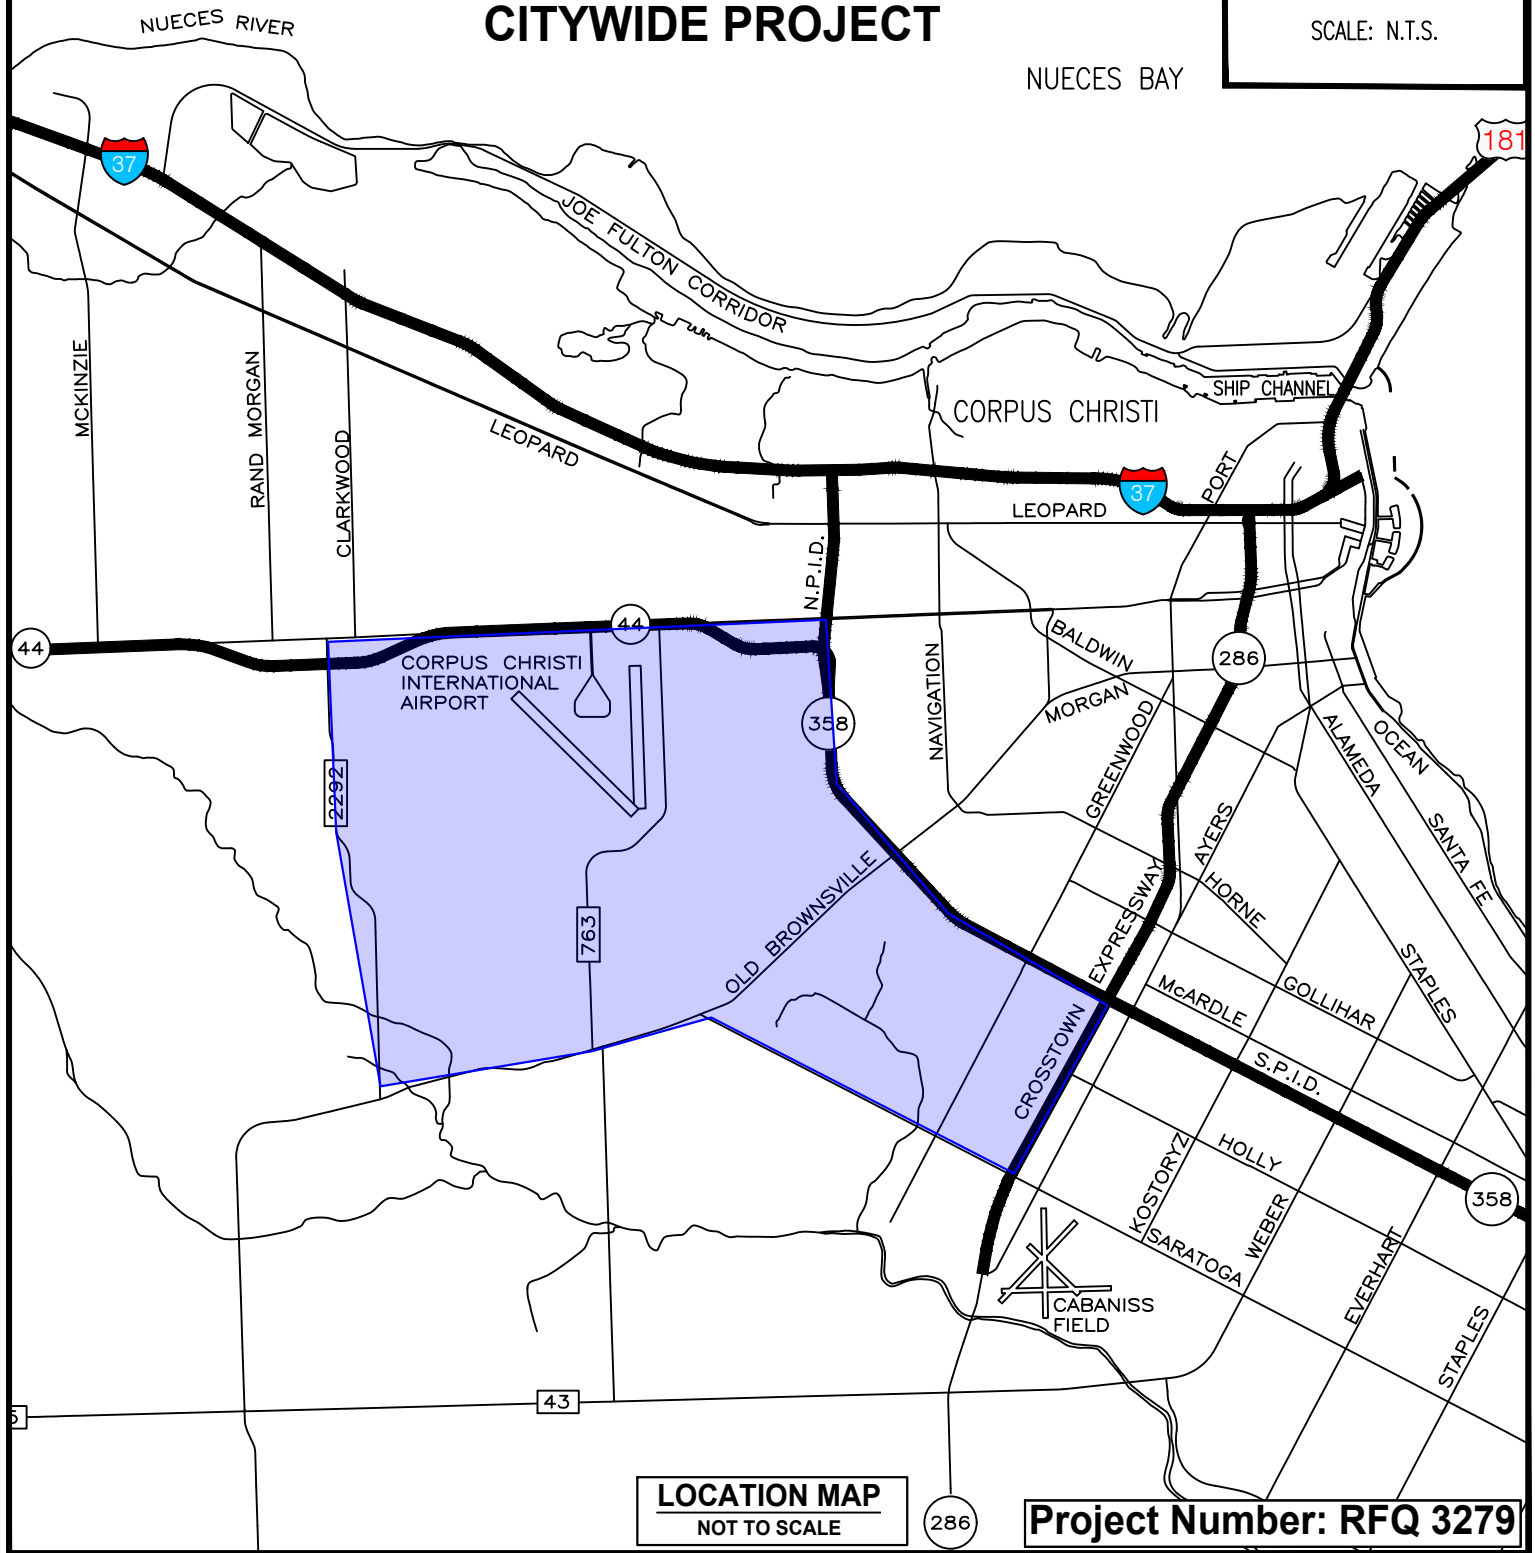 CITYWIDE PROJECT
SCALE: N.T.S.
NUECES RIVER
NUECES BAY
181
37
JOE FULTON CORRIDOR
MCKINZIE
RAND MORGAN
CLARKWOOD
LEOPARD
SHIP CHANNEL
CORPUS CHRISTI
PORT
37
LEOPARD
N.P.I.D.
44
44
BALDWIN
286
CORPUS CHRISTI
INTERNATIONAL
AIRPORT
MORGAN
NAVIGATION
358
GREENWOOD
ALAMEDA
OCEAN
2292
AYERS
SANTA FE
HORNE
OLD BROWNSVILLE
763
EXPRESSWAY
STAPLES
McARDLE
GOLLIHAR
CROSSTOWN
S.P.I.D.
HOLLY
KOSTORYZ
358
WEBER
SARATOGA
EVERHART
CABANISS
FIELD
STAPLES
43
5
LOCATION MAP
NOT TO SCALE
286
Project Number: RFQ 3279